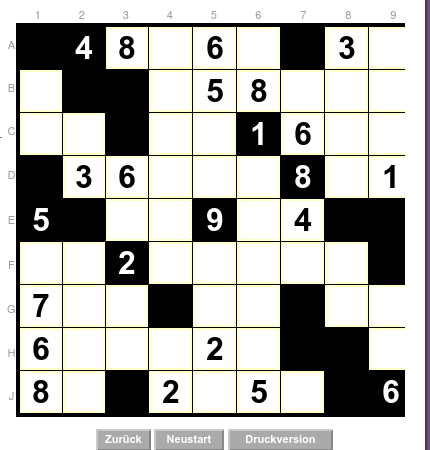 1 2 3 4 5 6 7 8 9
A 4 8 6 3
B 5 8
C 1 6
D 3 6 8 1
E 5 9 4
F 2
G 7
H 6 2
J 8 2 5 6
Zurück Neustart Druckversion